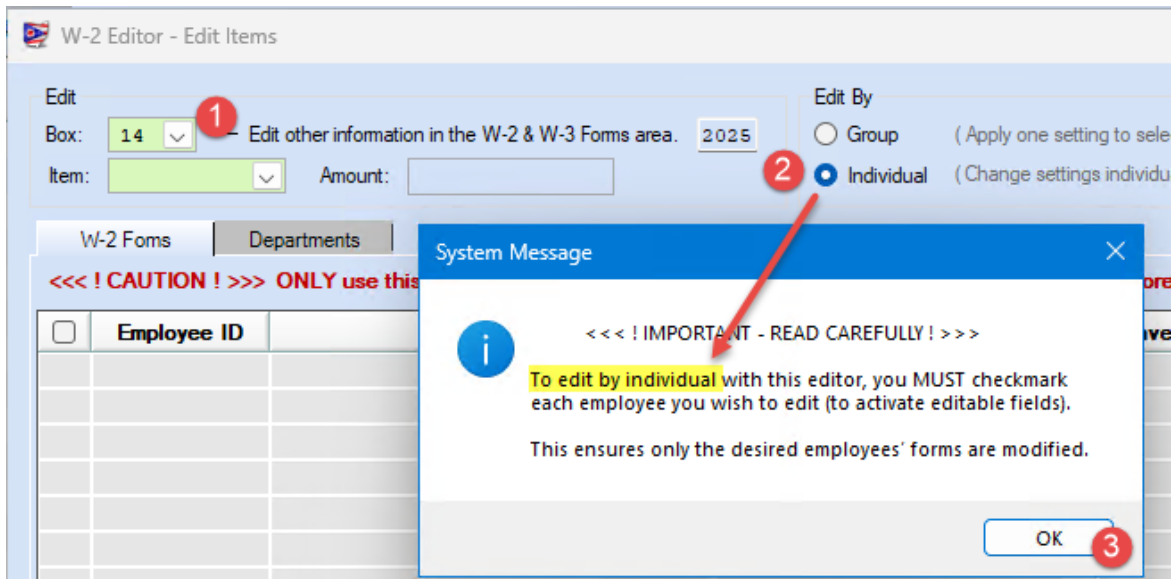 W-2 Editor - Edit Items
Edit
Edit By
Box: 14 1 – Edit other information in the W-2 & W-3 Forms area. 2025
Group ( Apply one setting to sele
Item: Amount:
2 Individual ( Change settings individu
W-2 Foms Departments
<<< ! CAUTION ! >>> ONLY use this
ore
Employee ID
ve
System Message
<<< ! IMPORTANT - READ CAREFULLY ! >>>
To edit by individual with this editor, you MUST checkmark
each employee you wish to edit (to activate editable fields).
This ensures only the desired employees' forms are modified.
OK 3